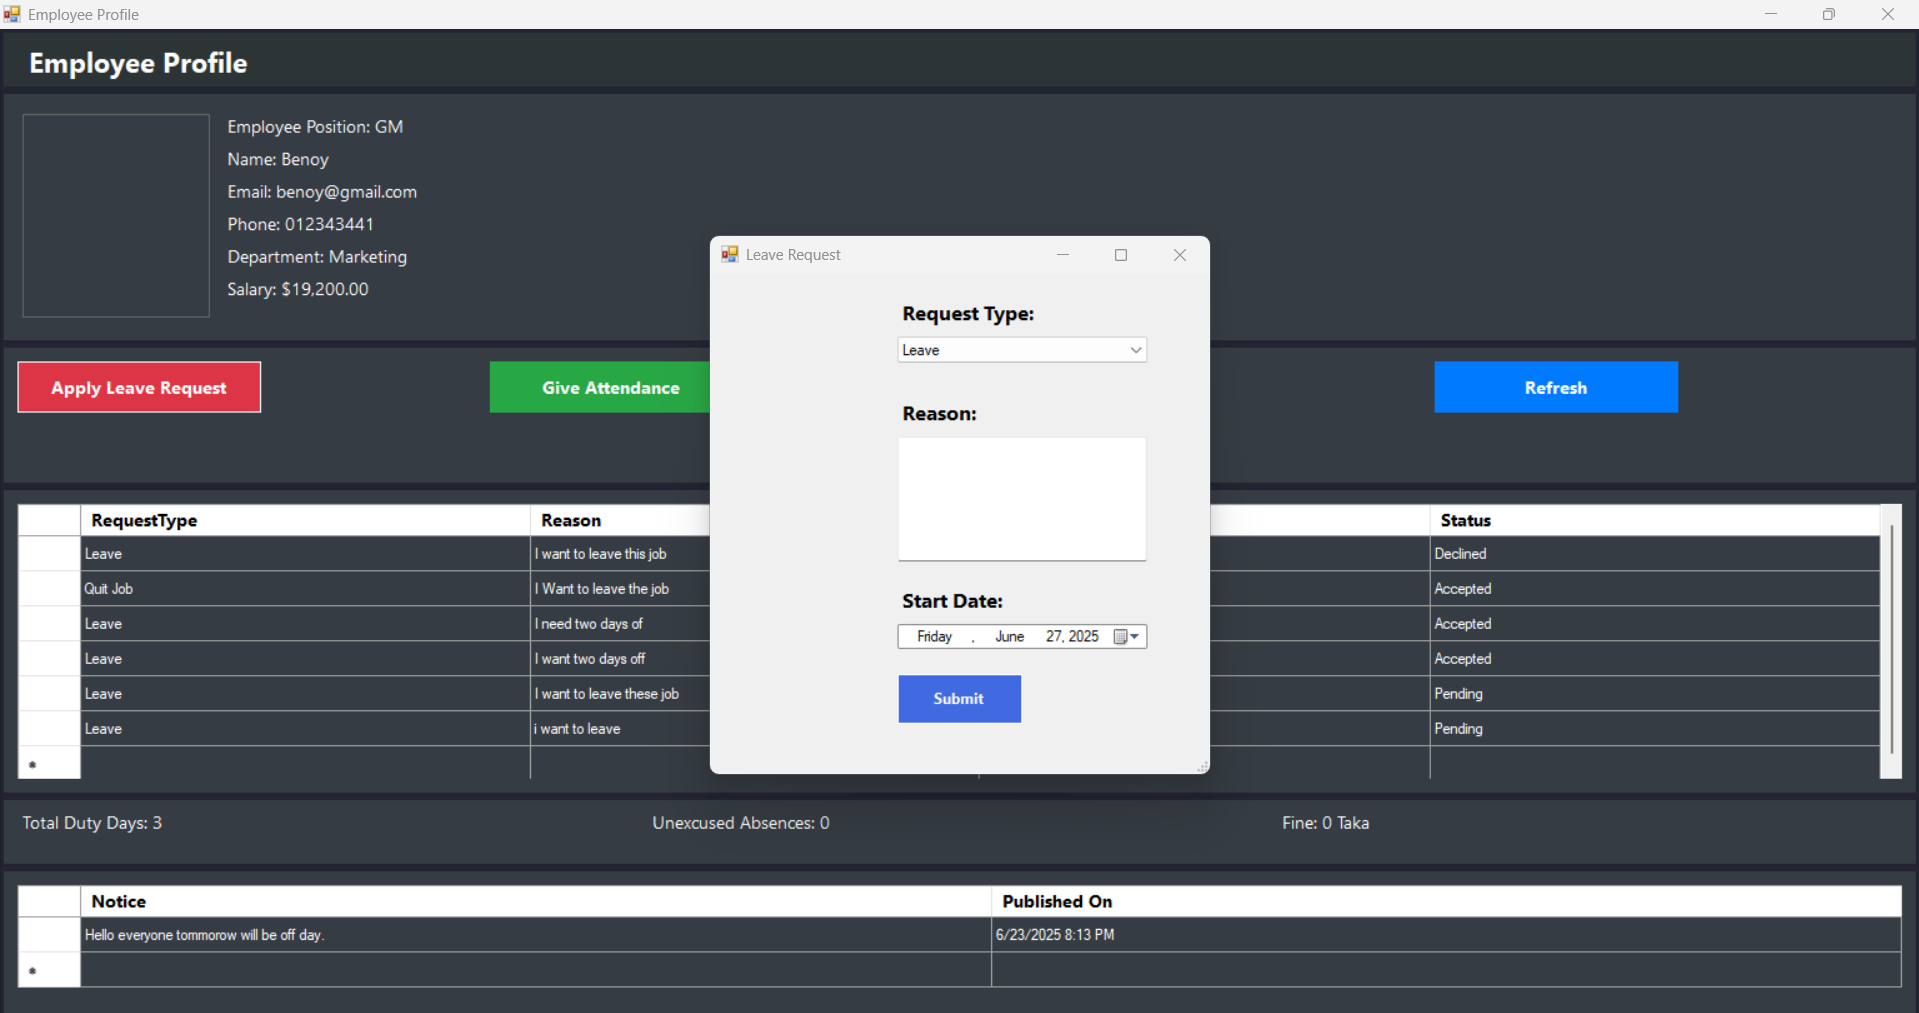 Employee Profile
Employee Profile
Employee Position: GM
Name: Benoy
Email: benoy@gmail.com
Phone: 012343441
Department: Marketing
Salary: $19,200.00
Apply Leave Request
Give Attendance
Refresh
Leave Request
Request Type:
Leave
Reason:
Start Date:
Friday , June 27, 2025
Submit
RequestType Reason Status
Leave I want to leave this job Declined
Quit Job I Want to leave the job Accepted
Leave I need two days of Accepted
Leave I want two days off Accepted
Leave I want to leave these job Pending
Leave i want to leave Pending
*
Total Duty Days: 3 Unexcused Absences: 0 Fine: 0 Taka
Notice Published On
Hello everyone tommorow will be off day. 6/23/2025 8:13 PM
*